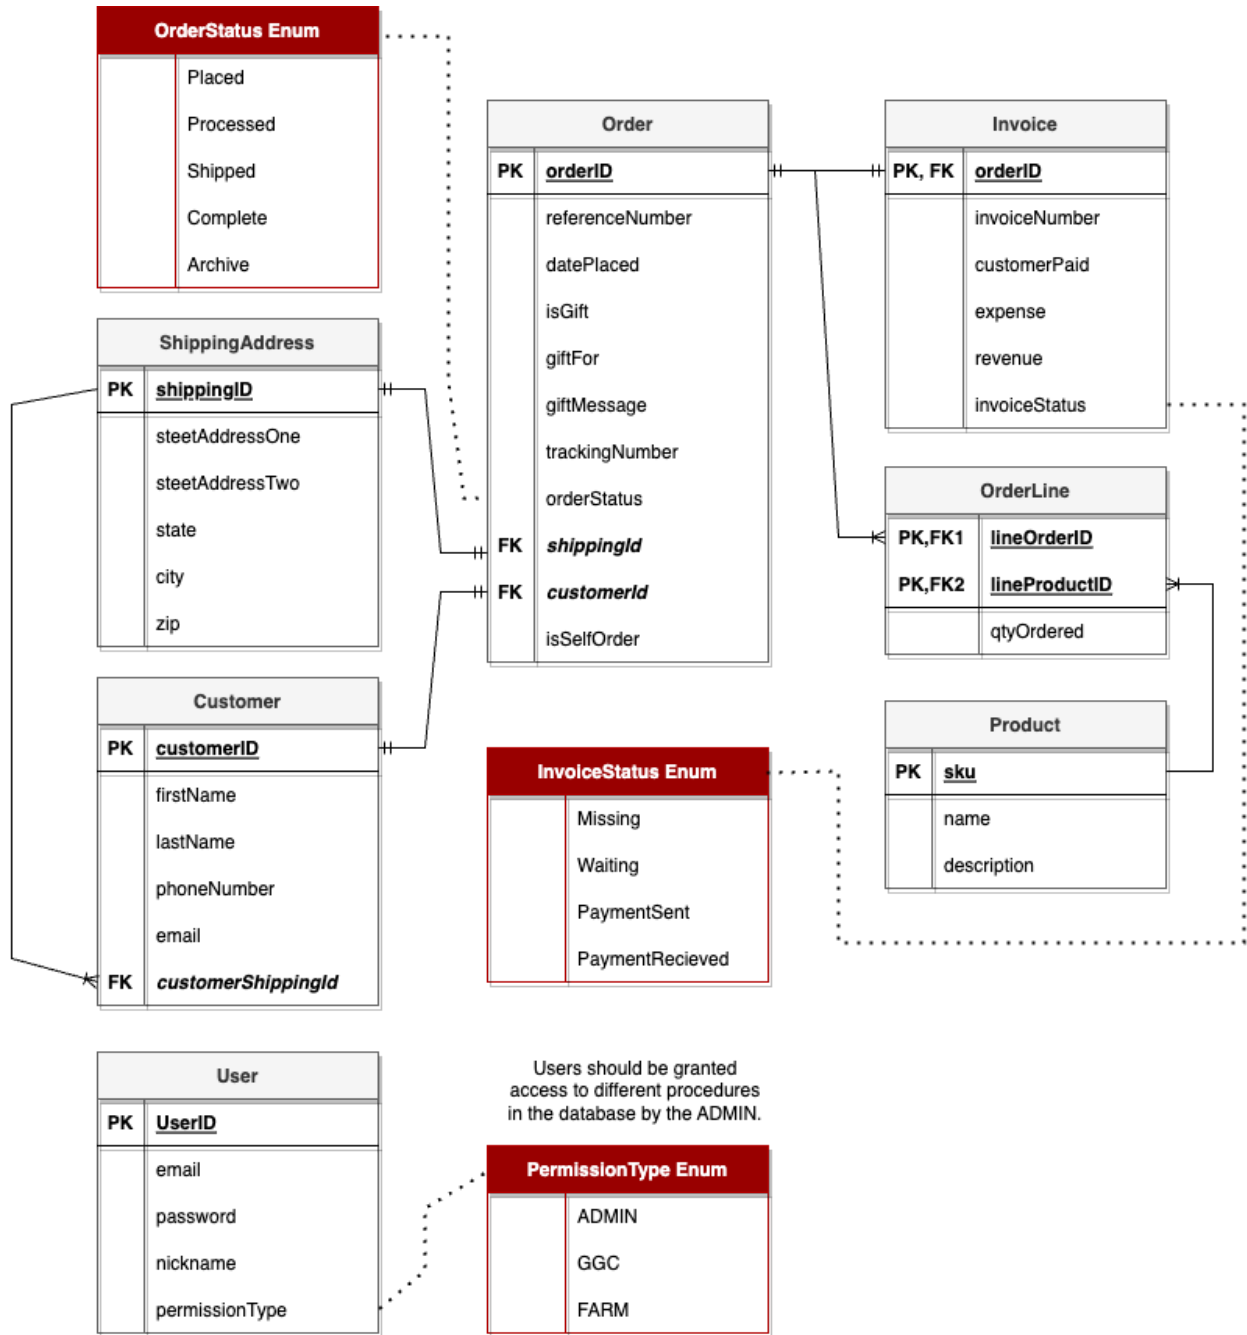 OrderStatus Enum
Placed
Processed
Shipped
Complete
Archive
ShippingAddress
PK shippingID
steetAddressOne
steetAddressTwo
state
city
zip
Customer
PK customerID
firstName
lastName
phoneNumber
email
FK customerShippingId
User
PK UserID
email
password
nickname
permissionType
Order
PK orderID
referenceNumber
datePlaced
isGift
giftFor
giftMessage
trackingNumber
orderStatus
FK shippingId
FK customerId
isSelfOrder
InvoiceStatus Enum
Missing
Waiting
PaymentSent
PaymentRecieved
Users should be granted
access to different procedures
in the database by the ADMIN.
PermissionType Enum
ADMIN
GGC
FARM
Invoice
PK, FK orderID
invoiceNumber
customerPaid
expense
revenue
invoiceStatus
OrderLine
PK,FK1 lineOrderID
PK,FK2 lineProductID
qtyOrdered
Product
PK sku
name
description